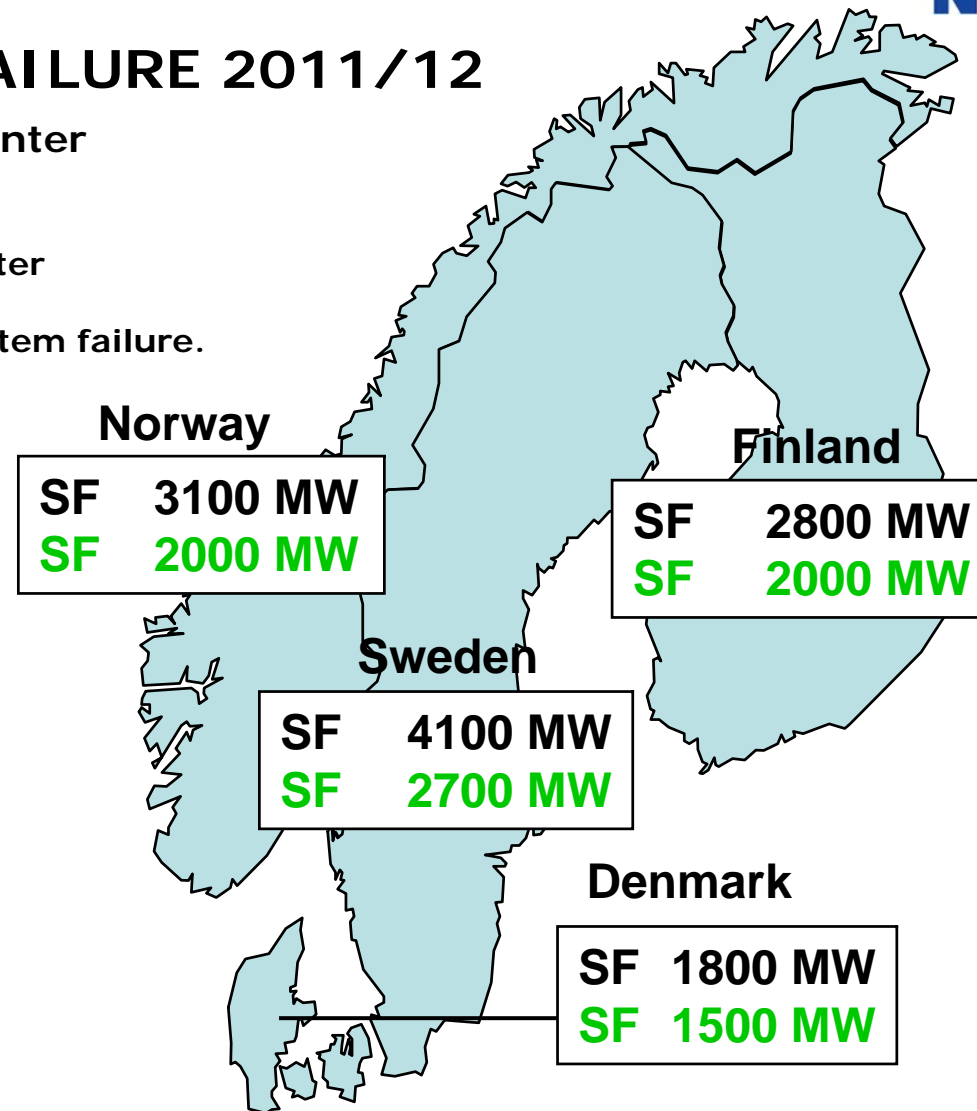 AILURE 2011/12
nter
ter
tem failure.
Norway
SF 3100 MW
SF 2000 MW
Finland
SF 2800 MW
SF 2000 MW
Sweden
SF 4100 MW
SF 2700 MW
Denmark
SF 1800 MW
SF 1500 MW